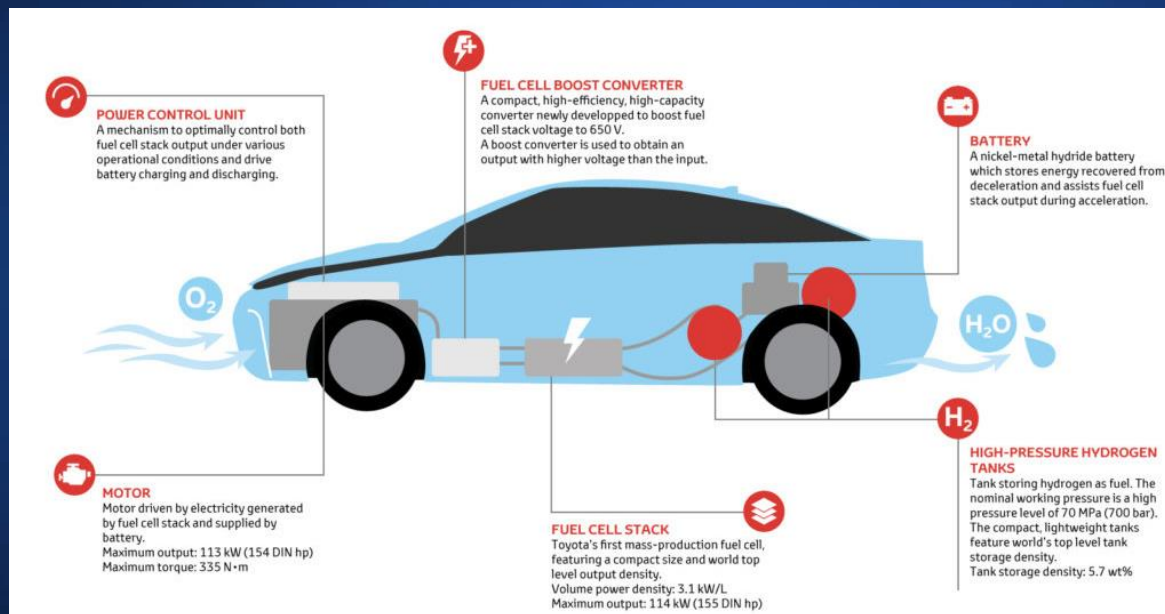 POWER CONTROL UNIT
A mechanism to optimally control both
fuel cell stack output under various
operational conditions and drive
battery charging and discharging.
FUEL CELL BOOST CONVERTER
A compact, high-efficiency, high-capacity
converter newly developped to boost fuel
cell stack voltage to 650 V.
A boost converter is used to obtain an
output with higher voltage than the input.
BATTERY
A nickel-metal hydride battery
which stores energy recovered from
deceleration and assists fuel cell
stack output during acceleration.
O₂
H₂O
H₂
MOTOR
Motor driven by electricity generated
by fuel cell stack and supplied by
battery.
Maximum output: 113 kW (154 DIN hp)
Maximum torque: 335 N·m
FUEL CELL STACK
Toyota's first mass-production fuel cell,
featuring a compact size and world top
level output density.
Volume power density: 3.1 kW/L
Maximum output: 114 kW (155 DIN hp)
HIGH-PRESSURE HYDROGEN
TANKS
Tank storing hydrogen as fuel. The
nominal working pressure is a high
pressure level of 70 MPa (700 bar).
The compact, lightweight tanks
feature world's top level tank
storage density.
Tank storage density: 5.7 wt%